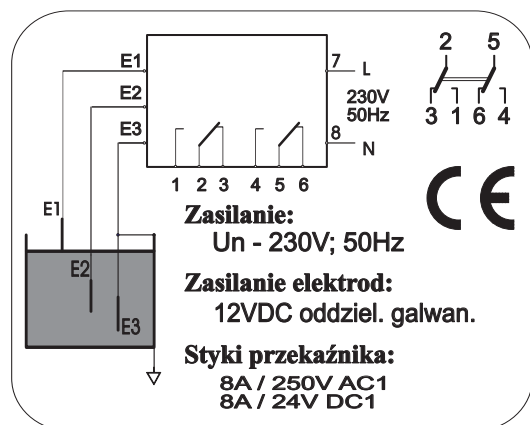 E1
E2
E3
7 L
230V
50Hz
8 N
1 2 3 4 5 6
2 5
3 1 6 4
CE
E1
E2
E3
Zasilanie:
Un - 230V; 50Hz
Zasilanie elektrod:
12VDC oddziel. galwan.
Styki przekaźnika:
8A / 250V AC1
8A / 24V DC1